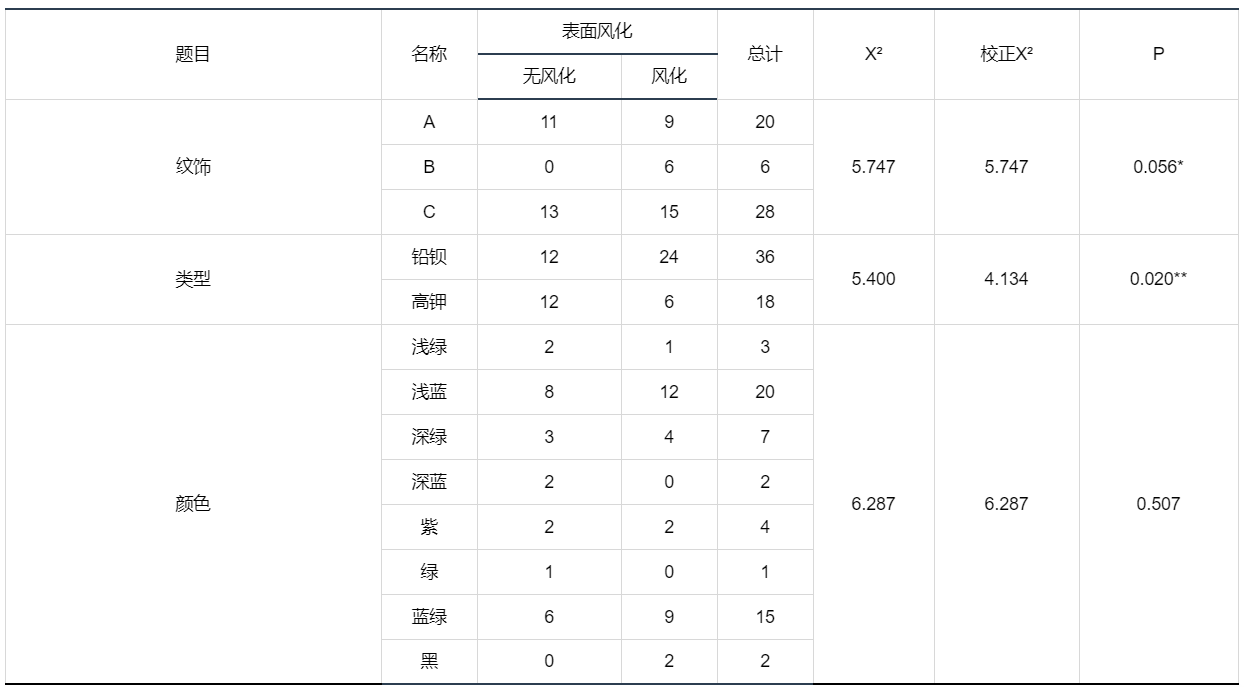 题目 名称 表面风化 总计 X² 校正X² P
无风化 风化
纹饰 A 11 9 20 5.747 5.747 0.056*
B 0 6 6
C 13 15 28
类型 铅钡 12 24 36 5.400 4.134 0.020**
高钾 12 6 18
颜色 浅绿 2 1 3 6.287 6.287 0.507
浅蓝 8 12 20
深绿 3 4 7
深蓝 2 0 2
紫 2 2 4
绿 1 0 1
蓝绿 6 9 15
黑 0 2 2